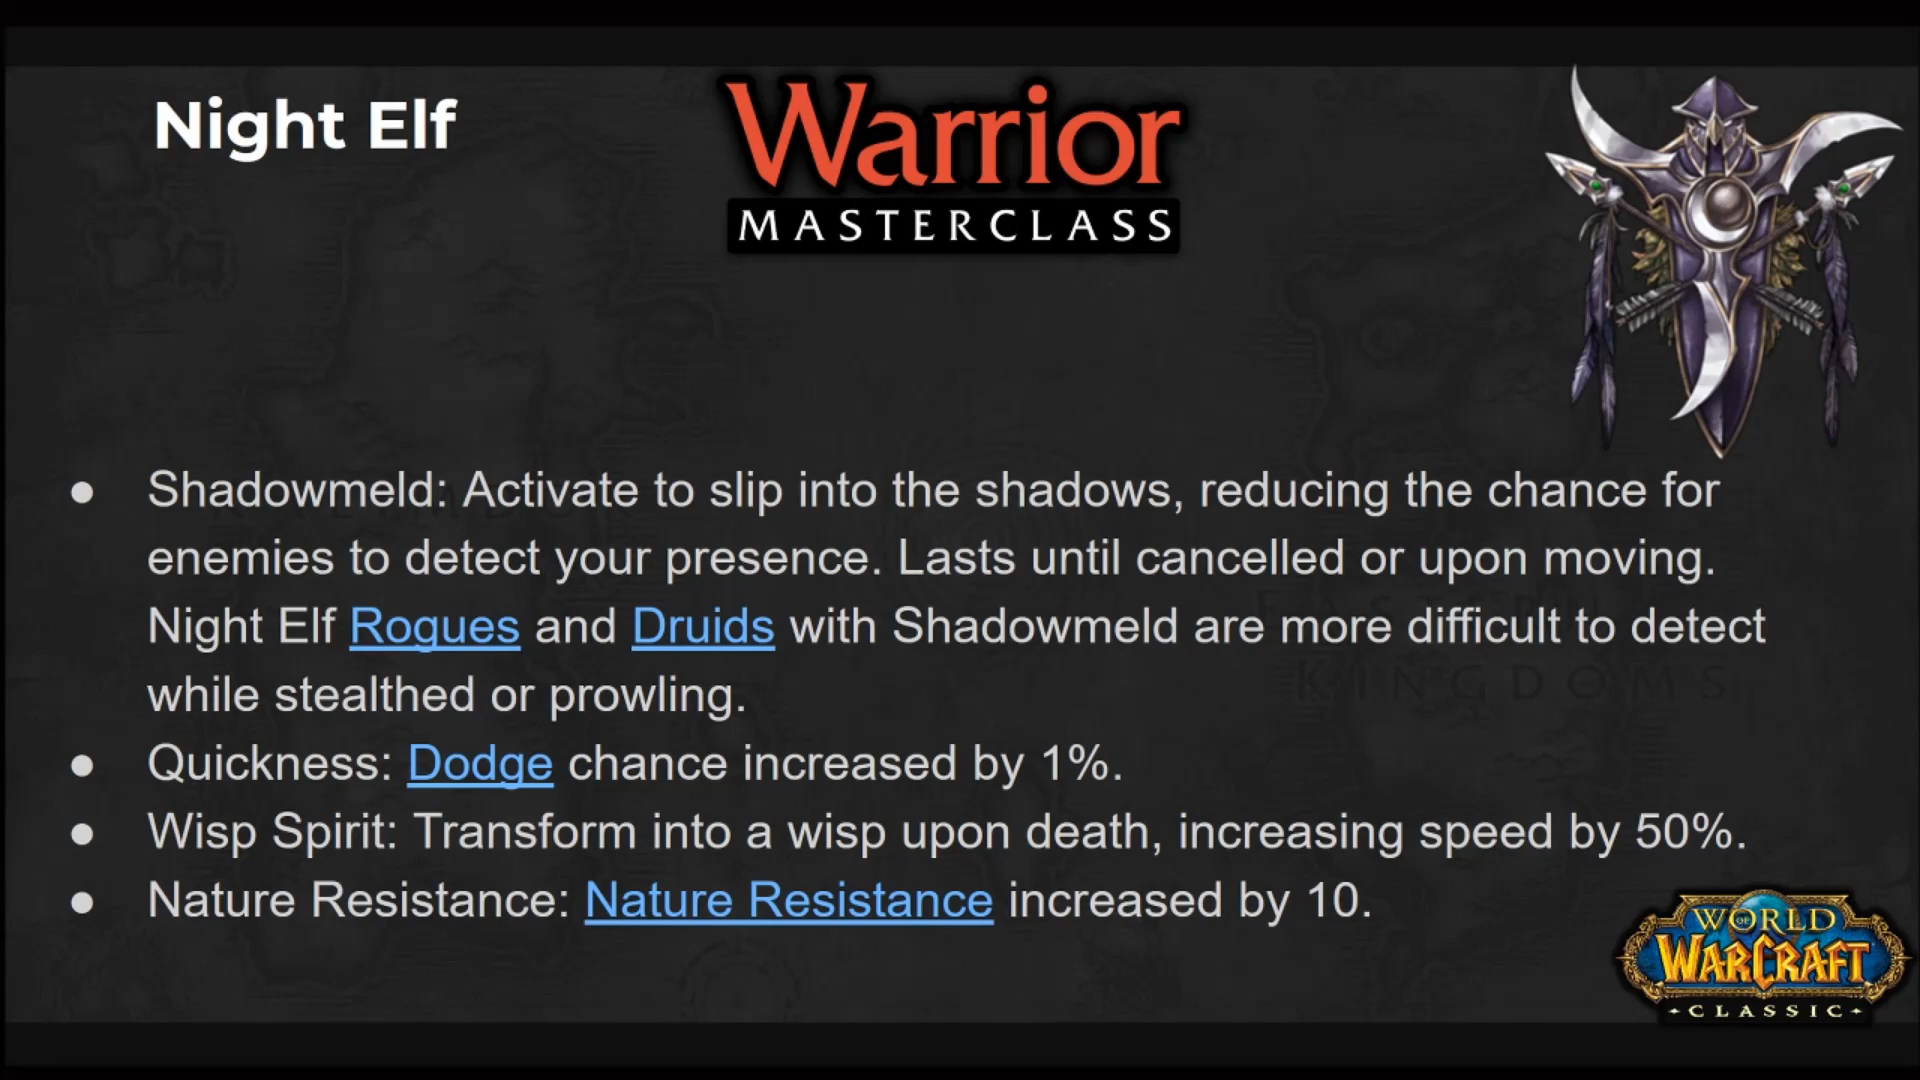 Night Elf
Warrior
MASTERCLASS
● Shadowmeld: Activate to slip into the shadows, reducing the chance for
enemies to detect your presence. Lasts until cancelled or upon moving.
Night Elf Rogues and Druids with Shadowmeld are more difficult to detect
while stealthed or prowling.
● Quickness: Dodge chance increased by 1%.
● Wisp Spirit: Transform into a wisp upon death, increasing speed by 50%.
● Nature Resistance: Nature Resistance increased by 10.
KINGDOMS
WORLD
OF
WARCRAFT
CLASSIC